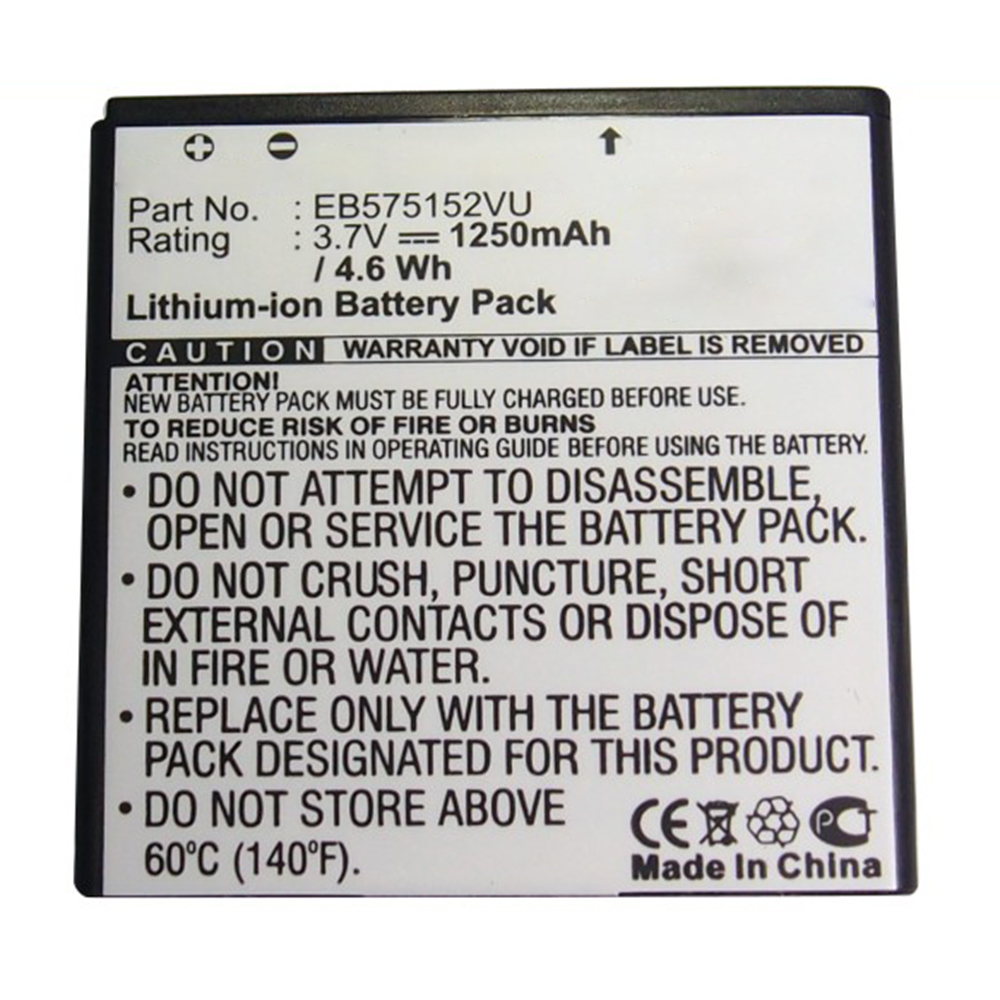 Part No. : EB575152VU
Rating : 3.7V 1250mAh
/ 4.6 Wh
Lithium-ion Battery Pack
CAUTION WARRANTY VOID IF LABEL IS REMOVED
ATTENTION!
NEW BATTERY PACK MUST BE FULLY CHARGED BEFORE USE.
TO REDUCE RISK OF FIRE OR BURNS
READ INSTRUCTIONS IN OPERATING GUIDE BEFORE USING THE BATTERY.
• DO NOT ATTEMPT TO DISASSEMBLE,
OPEN OR SERVICE THE BATTERY PACK.
• DO NOT CRUSH, PUNCTURE, SHORT
EXTERNAL CONTACTS OR DISPOSE OF
IN FIRE OR WATER.
• REPLACE ONLY WITH THE BATTERY
PACK DESIGNATED FOR THIS PRODUCT.
• DO NOT STORE ABOVE
60ºC (140ºF).
CE PCT
Made In China